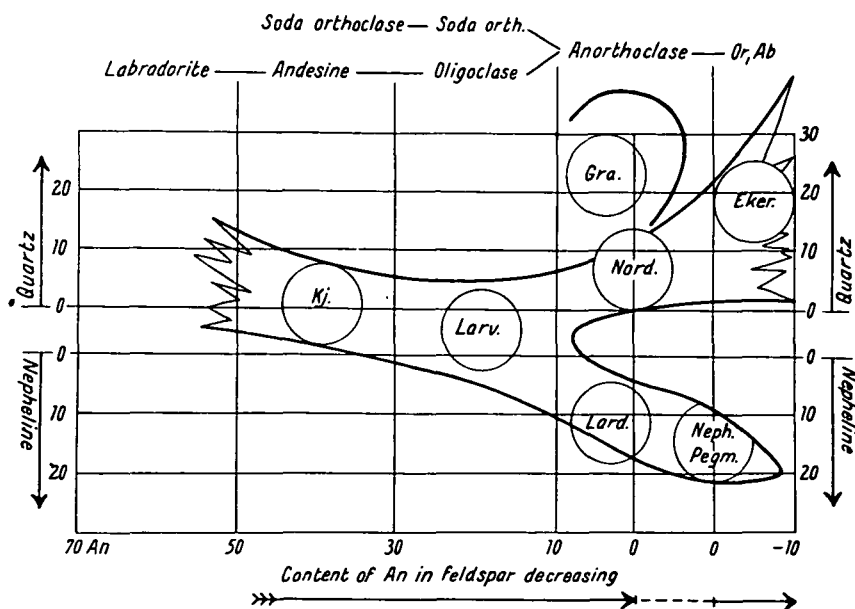 Soda orthoclase — Soda orth.
Anorthoclase — Or, Ab
Labradorite — Andesine — Oligoclase
30
20 Gra. 20
Eker.
Quartz 10 Nord. 10 Quartz
0 Kj. 0
Larv.
0 0
Nepheline 10 Lard. Neph. 10 Nepheline
Pegm.
20 20
70 An 50 30 10 0 0 -10
Content of An in feldspar decreasing